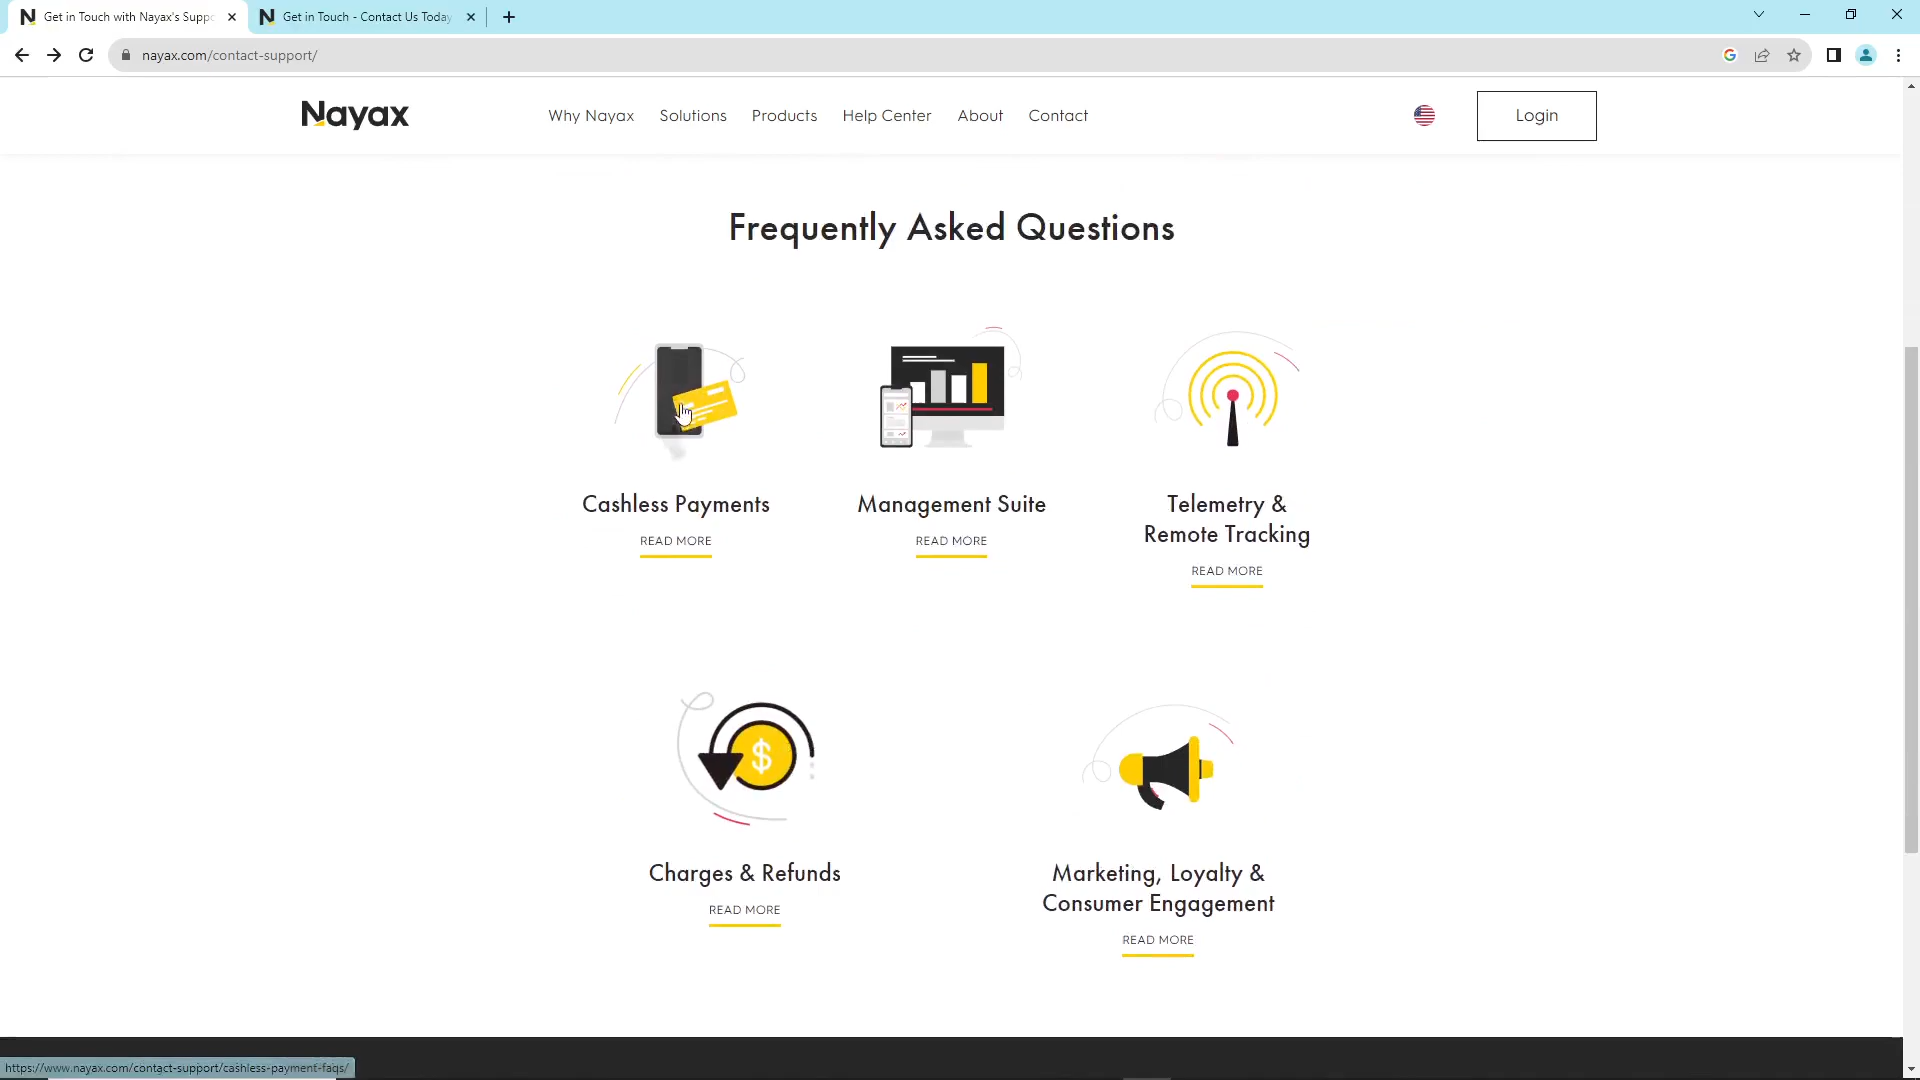 Get in Touch with Nayax's Supp
Get in Touch - Contact Us Today
nayax.com/contact-support/
Nayax
Why Nayax
Solutions
Products
Help Center
About
Contact
Login
Frequently Asked Questions
Cashless Payments
READ MORE
Management Suite
READ MORE
Telemetry &
Remote Tracking
READ MORE
Charges & Refunds
READ MORE
Marketing, Loyalty &
Consumer Engagement
READ MORE
https://www.nayax.com/contact-support/cashless-payment-faqs/